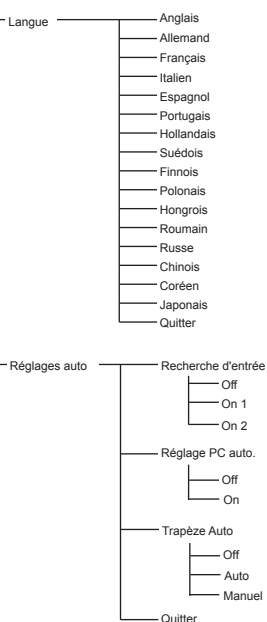 Langue
Anglais
Allemand
Français
Italien
Espagnol
Portugais
Hollandais
Suédois
Finnois
Polonais
Hongrois
Roumain
Russe
Chinois
Coréen
Japonais
Quitter
Réglages auto
Recherche d'entrée
Off
On 1
On 2
Réglage PC auto.
Off
On
Trapèze Auto
Off
Auto
Manuel
Quitter